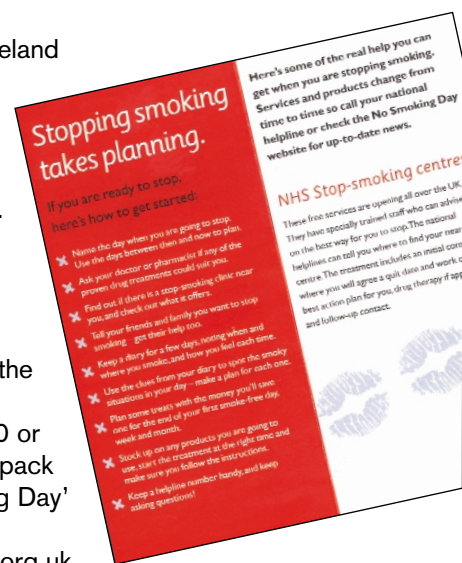 eland
.
the
0 or
pack
g Day'
org.uk
Stopping smoking
takes planning.
If you are ready to stop,
here's how to get started:
Name the day when you are going to stop.
Use the days between then and now to plan.
Ask your doctor or pharmacist if any of the
proven drug treatments could suit you.
Find out if there is a stop-smoking clinic near
you, and check out what it offers.
Tell your friends and family you want to stop
smoking get their help too.
Keep a diary for a few days, noting when and
where you smoke, and how you feel each time.
Use the clues from your diary to spot the smoky
situations in your day – make a plan for each one.
Plan some treats with the money you'll save
one for the end of your first smoke-free day,
week and month.
Stock up on any products you are going to
use, start the treatment at the right time and
make sure you follow the instructions.
Keep a helpline number handy, and keep
asking questions!
Here's some of the real help you can
get when you are stopping smoking.
Services and products change from
time to time so call your national
helpline or check the No Smoking Day
website for up-to-date news.
NHS Stop-smoking centre
These free services are opening all over the UK
They have specially trained staff who can advise
on the best way for you to stop. The national
helplines can tell you where to find your near
centre. The treatment includes an initial con
where you will agree a quit date and work o
best action plan for you, drug therapy if app
and follow-up contact.